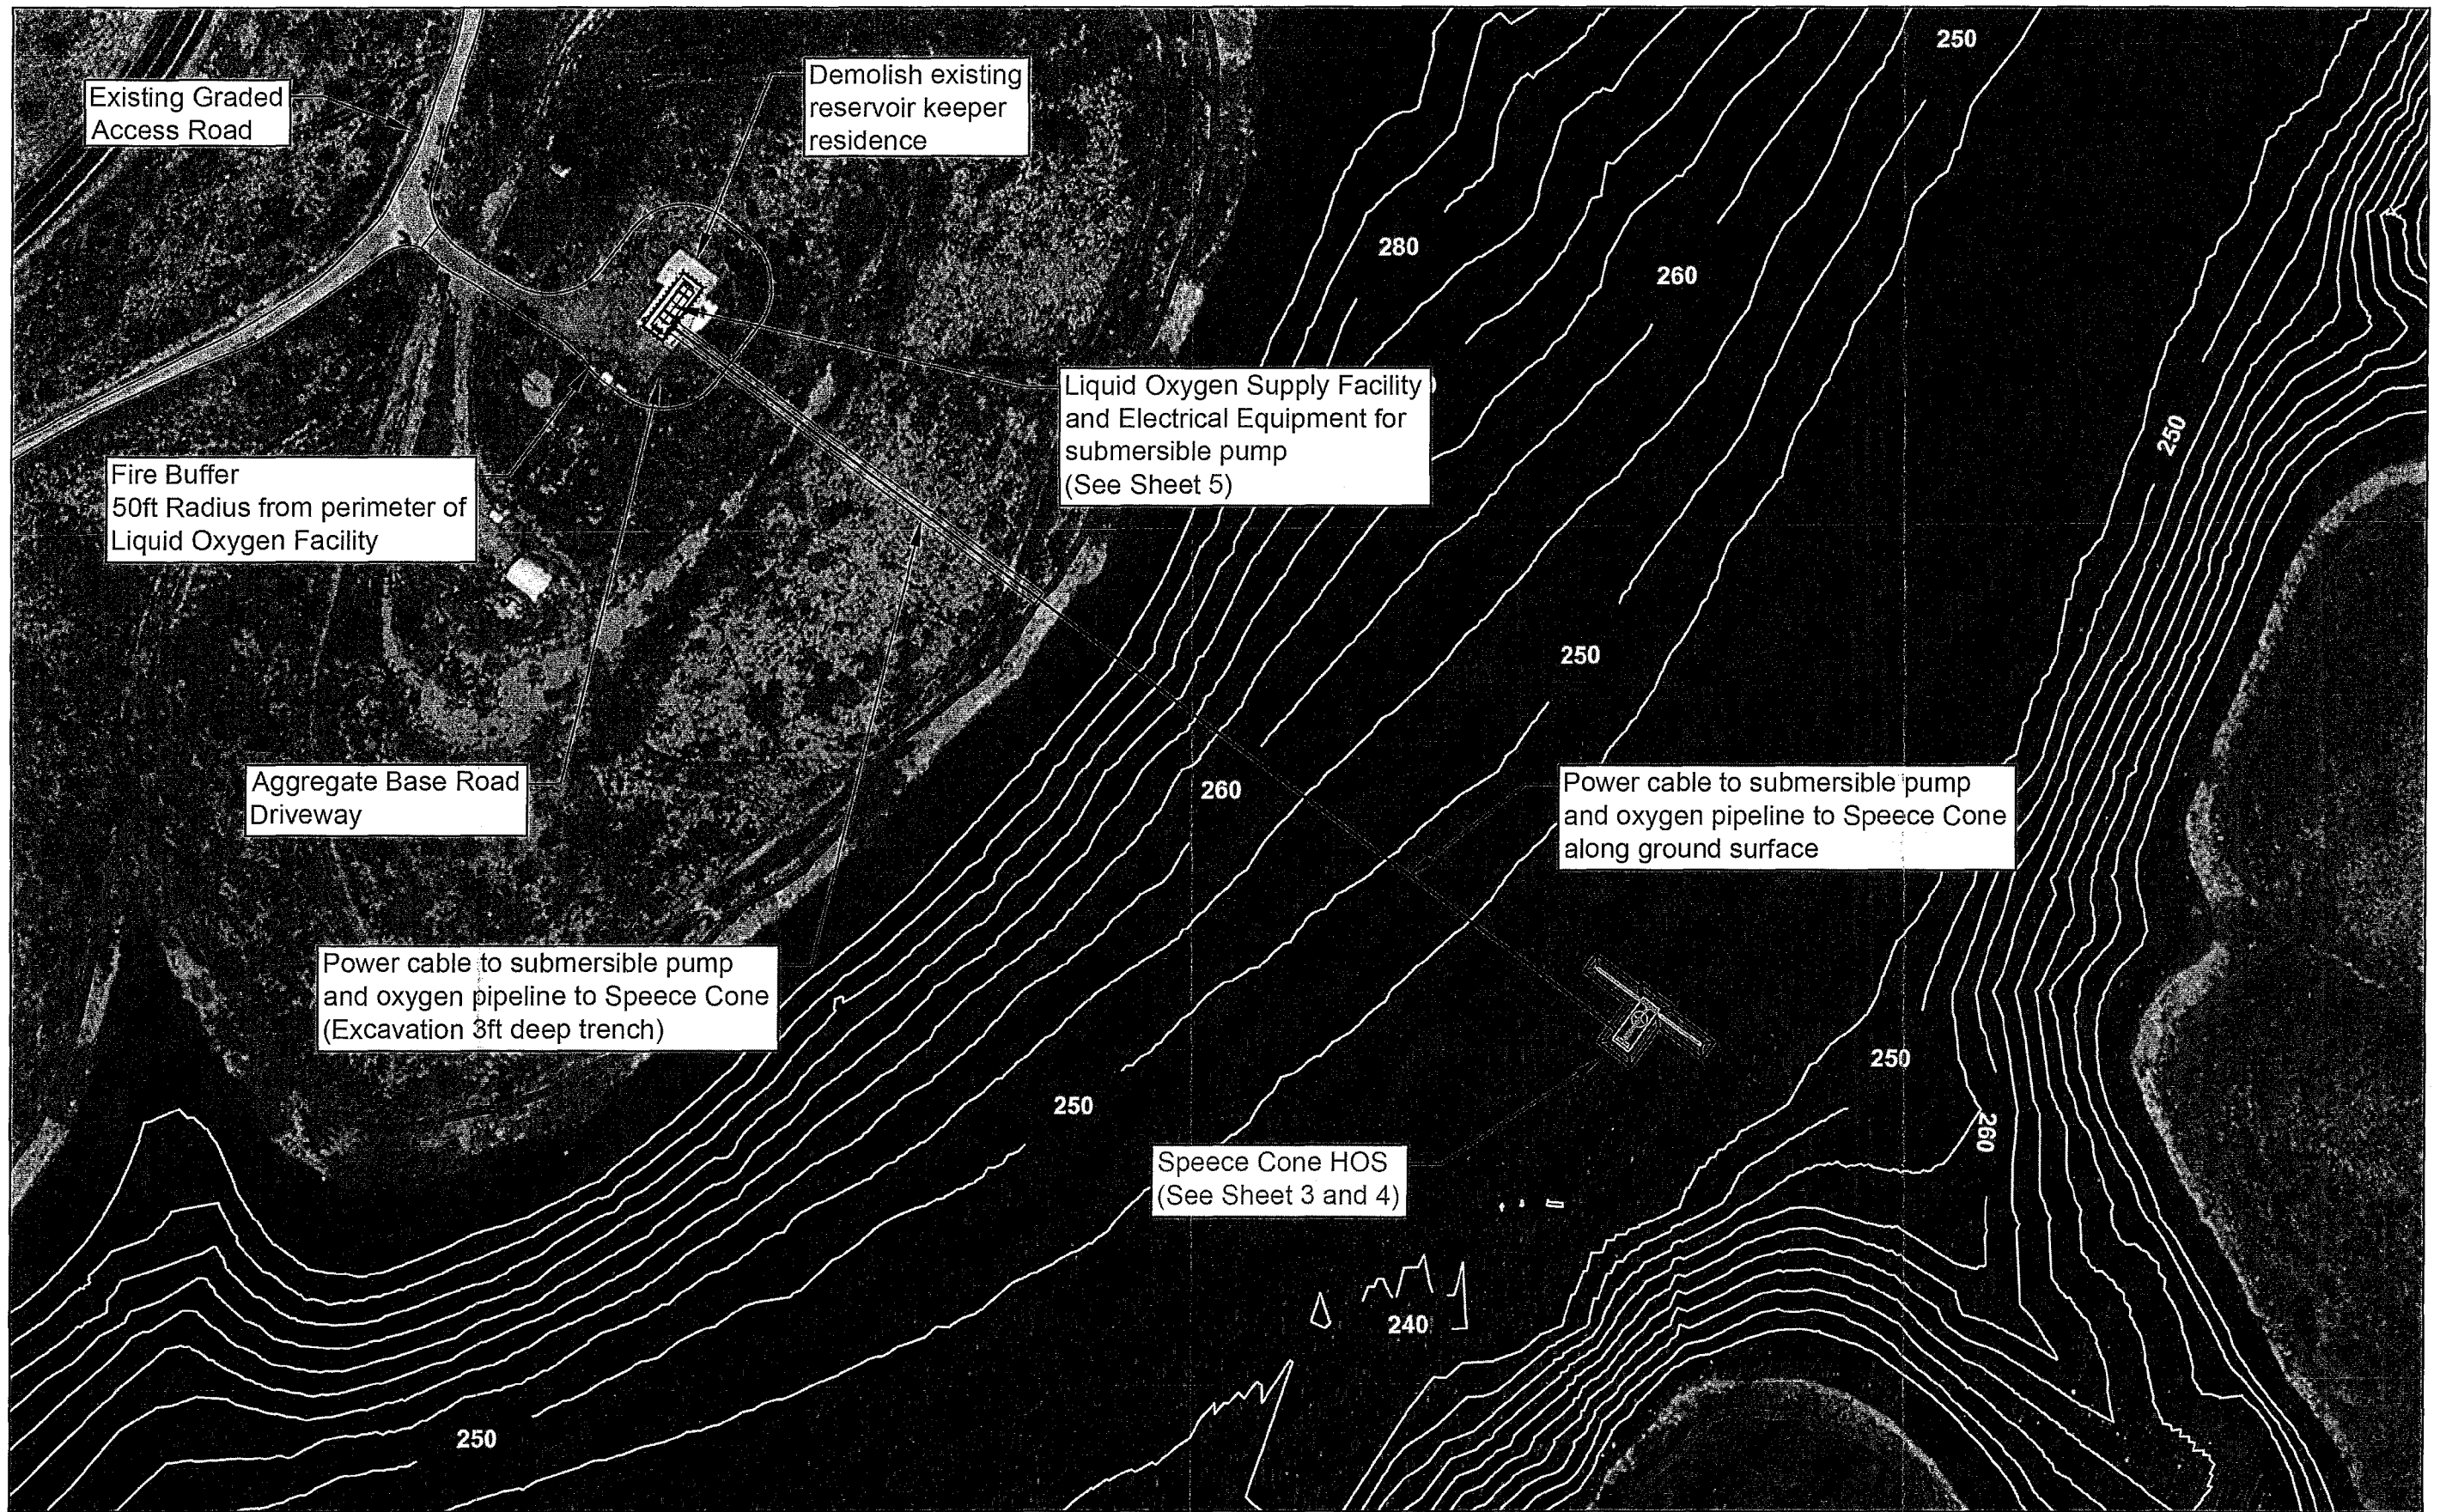 250
Existing Graded
Access Road
Demolish existing
reservoir keeper
residence
280
260
Liquid Oxygen Supply Facility
and Electrical Equipment for
submersible pump
(See Sheet 5)
250
Fire Buffer
50ft Radius from perimeter of
Liquid Oxygen Facility
250
Aggregate Base Road
Driveway
260
Power cable to submersible pump
and oxygen pipeline to Speece Cone
along ground surface
Power cable to submersible pump
and oxygen pipeline to Speece Cone
(Excavation 3ft deep trench)
250
250
260
Speece Cone HOS
(See Sheet 3 and 4)
240
250